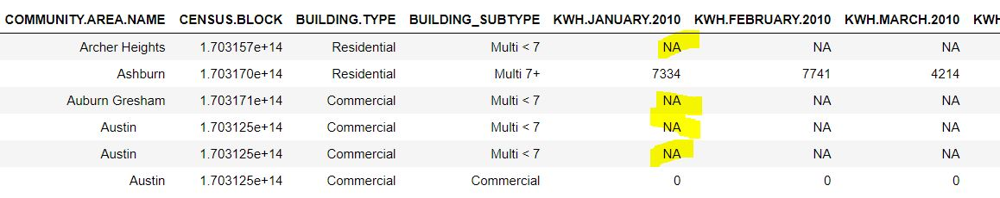 COMMUNITY.AREA.NAME CENSUS.BLOCK BUILDING.TYPE BUILDING_SUBTYPE KWH.JANUARY.2010 KWH.FEBRUARY.2010 KWH.MARCH.2010 KWH
Archer Heights 1.703157e+14 Residential Multi < 7 NA NA NA
Ashburn 1.703170e+14 Residential Multi 7+ 7334 7741 4214
Auburn Gresham 1.703171e+14 Commercial Multi < 7 NA NA NA
Austin 1.703125e+14 Commercial Multi < 7 NA NA NA
Austin 1.703125e+14 Commercial Multi < 7 NA NA NA
Austin 1.703125e+14 Commercial Commercial 0 0 0